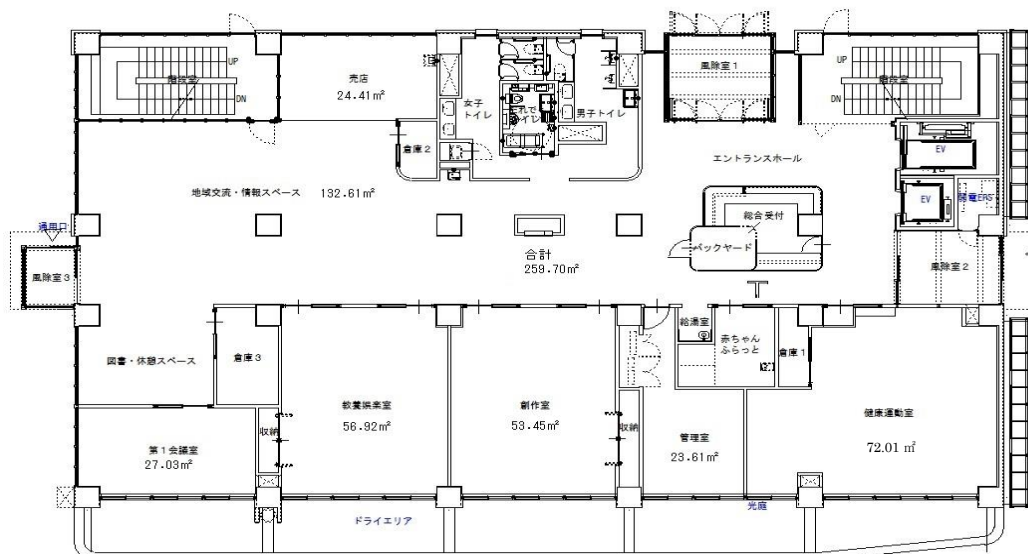 UP
階段室
DN
売店
24.41㎡
女子
トイレ
男子トイレ
風除室1
UP
階段室
DN
倉庫2
エントランスホール
EV
地域交流・情報スペース 132.61㎡
EV
総合受付
バックヤード
通用口
風除室3
合計
259.70㎡
風除室2
給湯室
赤ちゃん
ふらっと
倉庫1
図書・休憩スペース
倉庫3
教養娯楽室
56.92㎡
創作室
53.45㎡
健康運動室
72.01 ㎡
収納
収納
第1会議室
27.03㎡
管理室
23.61㎡
ドライエリア
光庭